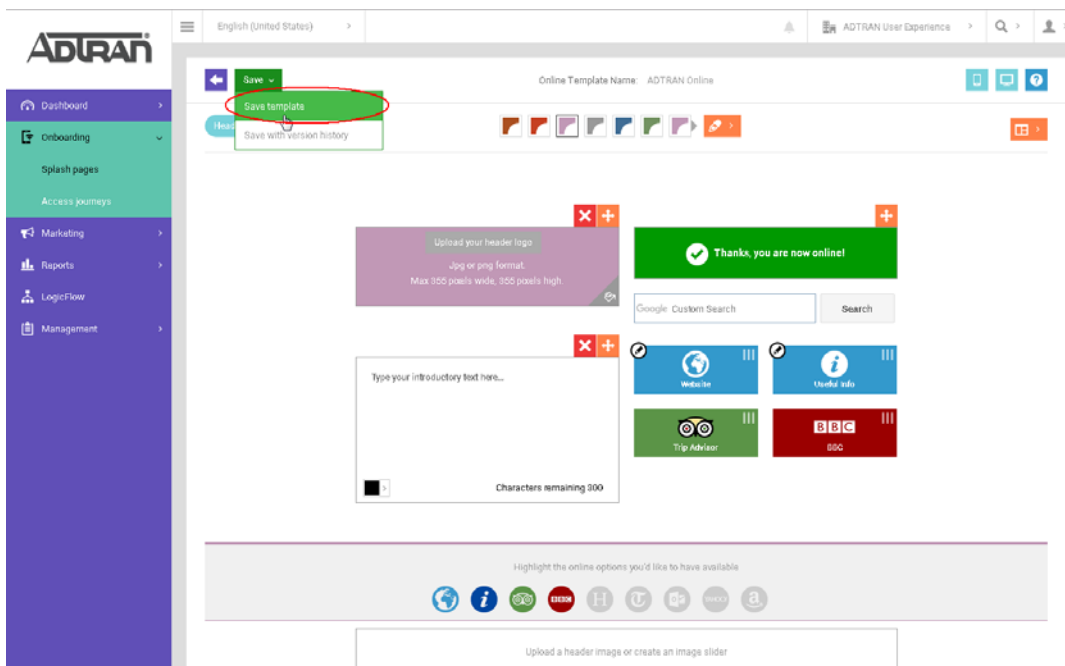 ADTRAN
English (United States)
ADTRAN User Experience
Dashboard
Onboarding
Splash pages
Access journeys
Marketing
Reports
LogicFlow
Management
Save
Online Template Name: ADTRAN Online
Save template
Save with version history
Head
Upload your header logo
Jpg or png format.
Max 355 pixels wide, 355 pixels high.
Thanks, you are now online!
Google Custom Search
Search
Type your introductory text here...
Characters remaining 300
Website
Useful Info
Trip Advisor
BBC
BBC
Highlight the online options you'd like to have available
BBC
Upload a header image or create an image slider